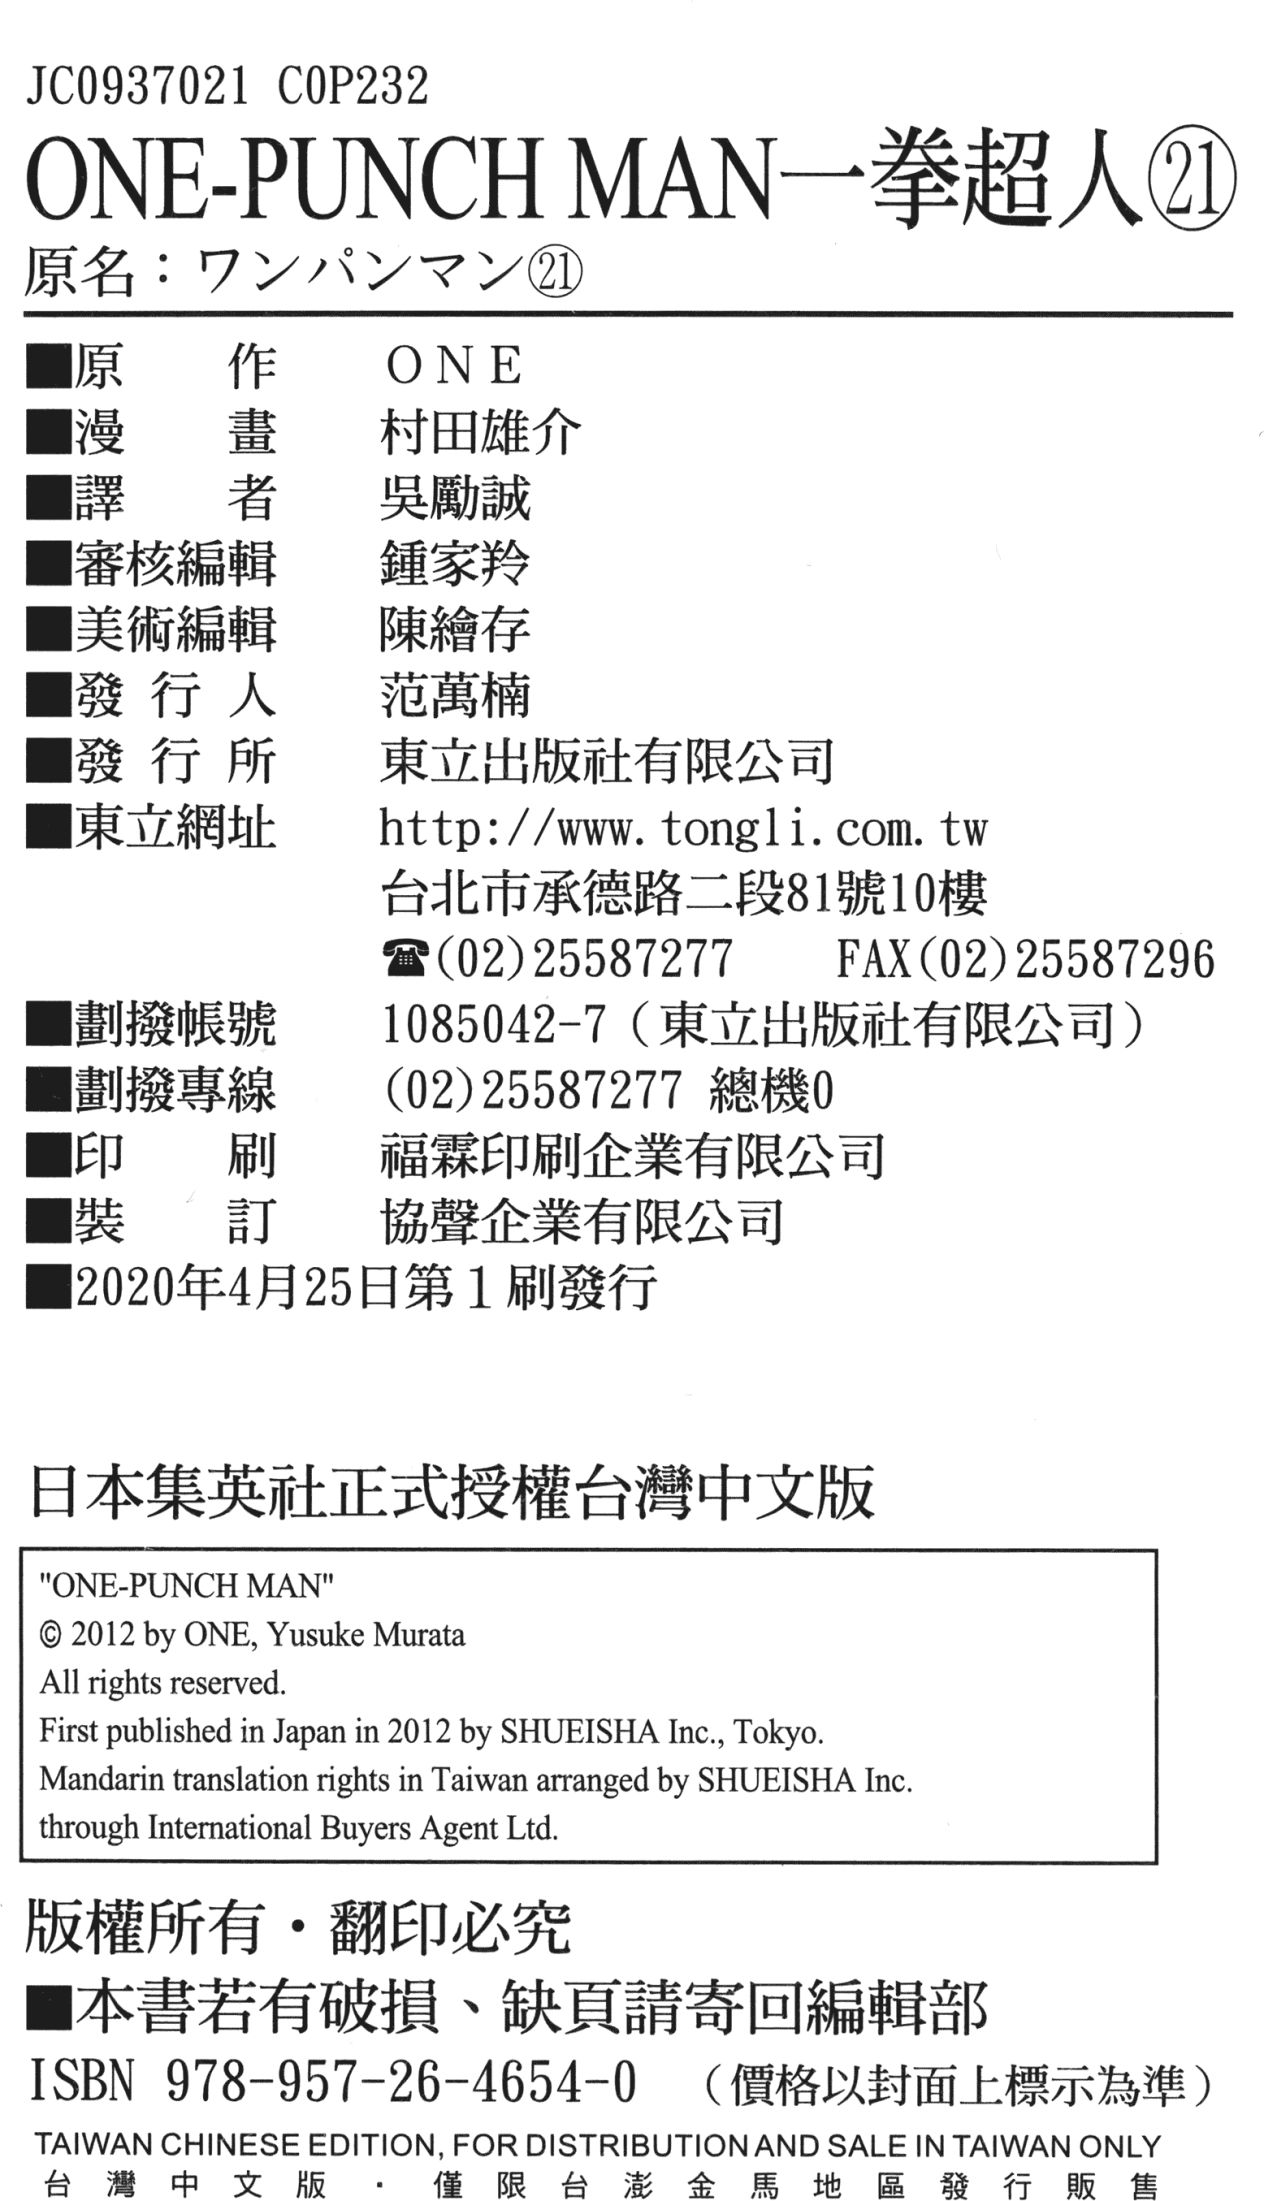 JC0937021 C0P232
ONE-PUNCH MAN一拳超人㉑
原名：ワンパンマン㉑
■原作 ONE
■漫畫 村田雄介
■譯者 吳勵誠
■審核編輯 鍾家羚
■美術編輯 陳繪存
■發行人 范萬楠
■發行所 東立出版社有限公司
■東立網址 http://www.tongli.com.tw
台北市承德路二段81號10樓
☎(02)25587277 FAX(02)25587296
■劃撥帳號 1085042-7（東立出版社有限公司）
■劃撥專線 (02)25587277 總機0
■印刷 福霖印刷企業有限公司
■裝訂 協聲企業有限公司
■2020年4月25日第1刷發行
日本集英社正式授權台灣中文版
"ONE-PUNCH MAN"
© 2012 by ONE, Yusuke Murata
All rights reserved.
First published in Japan in 2012 by SHUEISHA Inc., Tokyo.
Mandarin translation rights in Taiwan arranged by SHUEISHA Inc.
through International Buyers Agent Ltd.
版權所有・翻印必究
■本書若有破損、缺頁請寄回編輯部
ISBN 978-957-26-4654-0 （價格以封面上標示為準）
TAIWAN CHINESE EDITION, FOR DISTRIBUTION AND SALE IN TAIWAN ONLY
台灣中文版・僅限台澎金馬地區發行販售